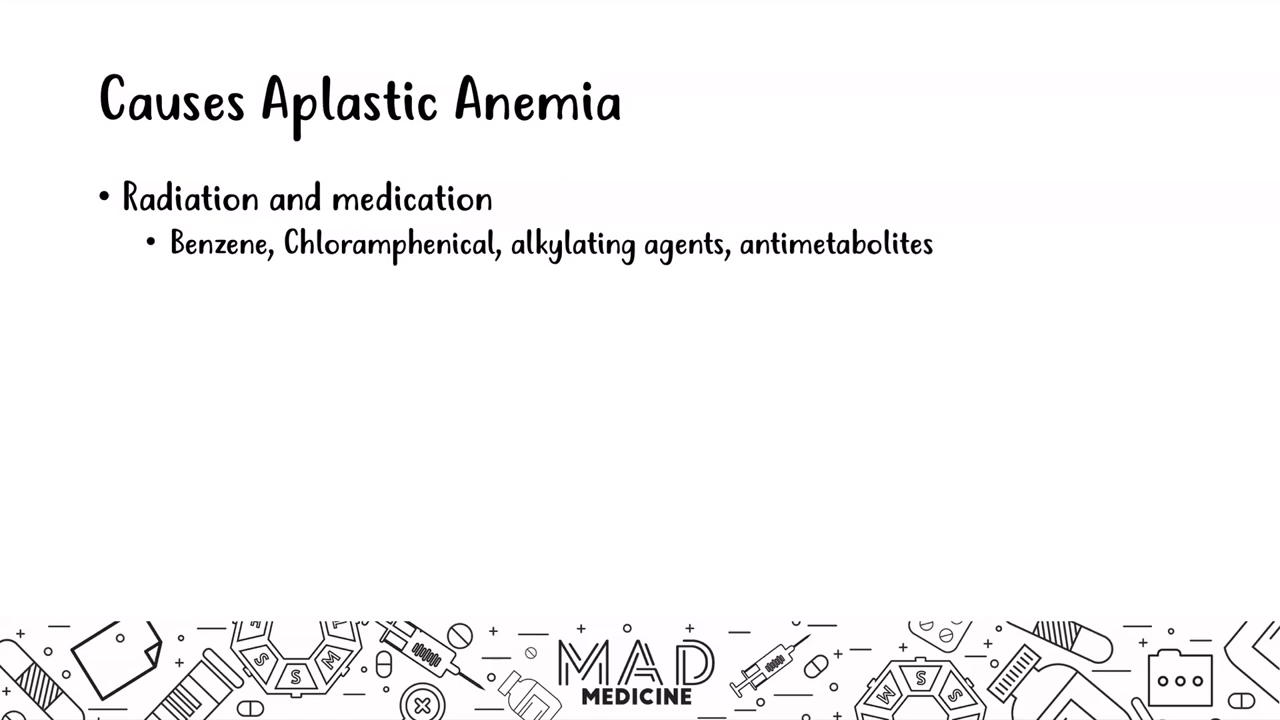 Causes Aplastic Anemia
• Radiation and medication
• Benzene, Chloramphenical, alkylating agents, antimetabolites
S
S
M
M
S
S
MAD
MEDICINE